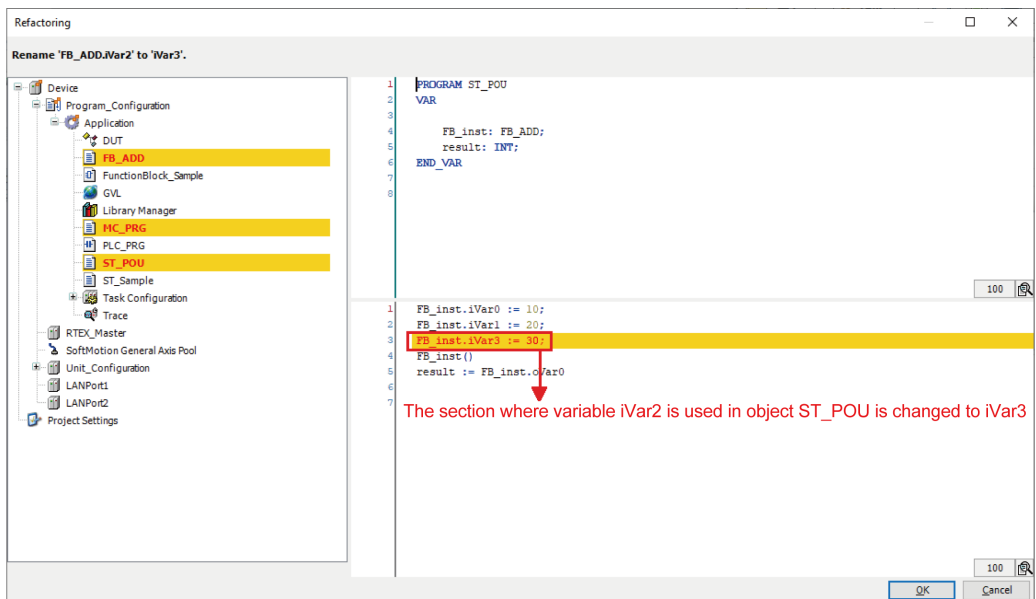 Refactoring
Rename 'FB_ADD.iVar2' to 'iVar3'.
Device
Program_Configuration
Application
DUT
FB_ADD
FunctionBlock_Sample
GVL
Library Manager
MC_PRG
PLC_PRG
ST_POU
ST_Sample
Task Configuration
Trace
RTEX_Master
SoftMotion General Axis Pool
Unit_Configuration
LANPort1
LANPort2
Project Settings
1 PROGRAM ST_POU
2 VAR
3
4 FB_inst: FB_ADD;
5 result: INT;
6 END_VAR
7
8
100
1 FB_inst.iVar0 := 10;
2 FB_inst.iVar1 := 20;
3 FB_inst.iVar3 := 30;
4 FB_inst()
5 result := FB_inst.oVar0
6
7
The section where variable iVar2 is used in object ST_POU is changed to iVar3
100
OK Cancel